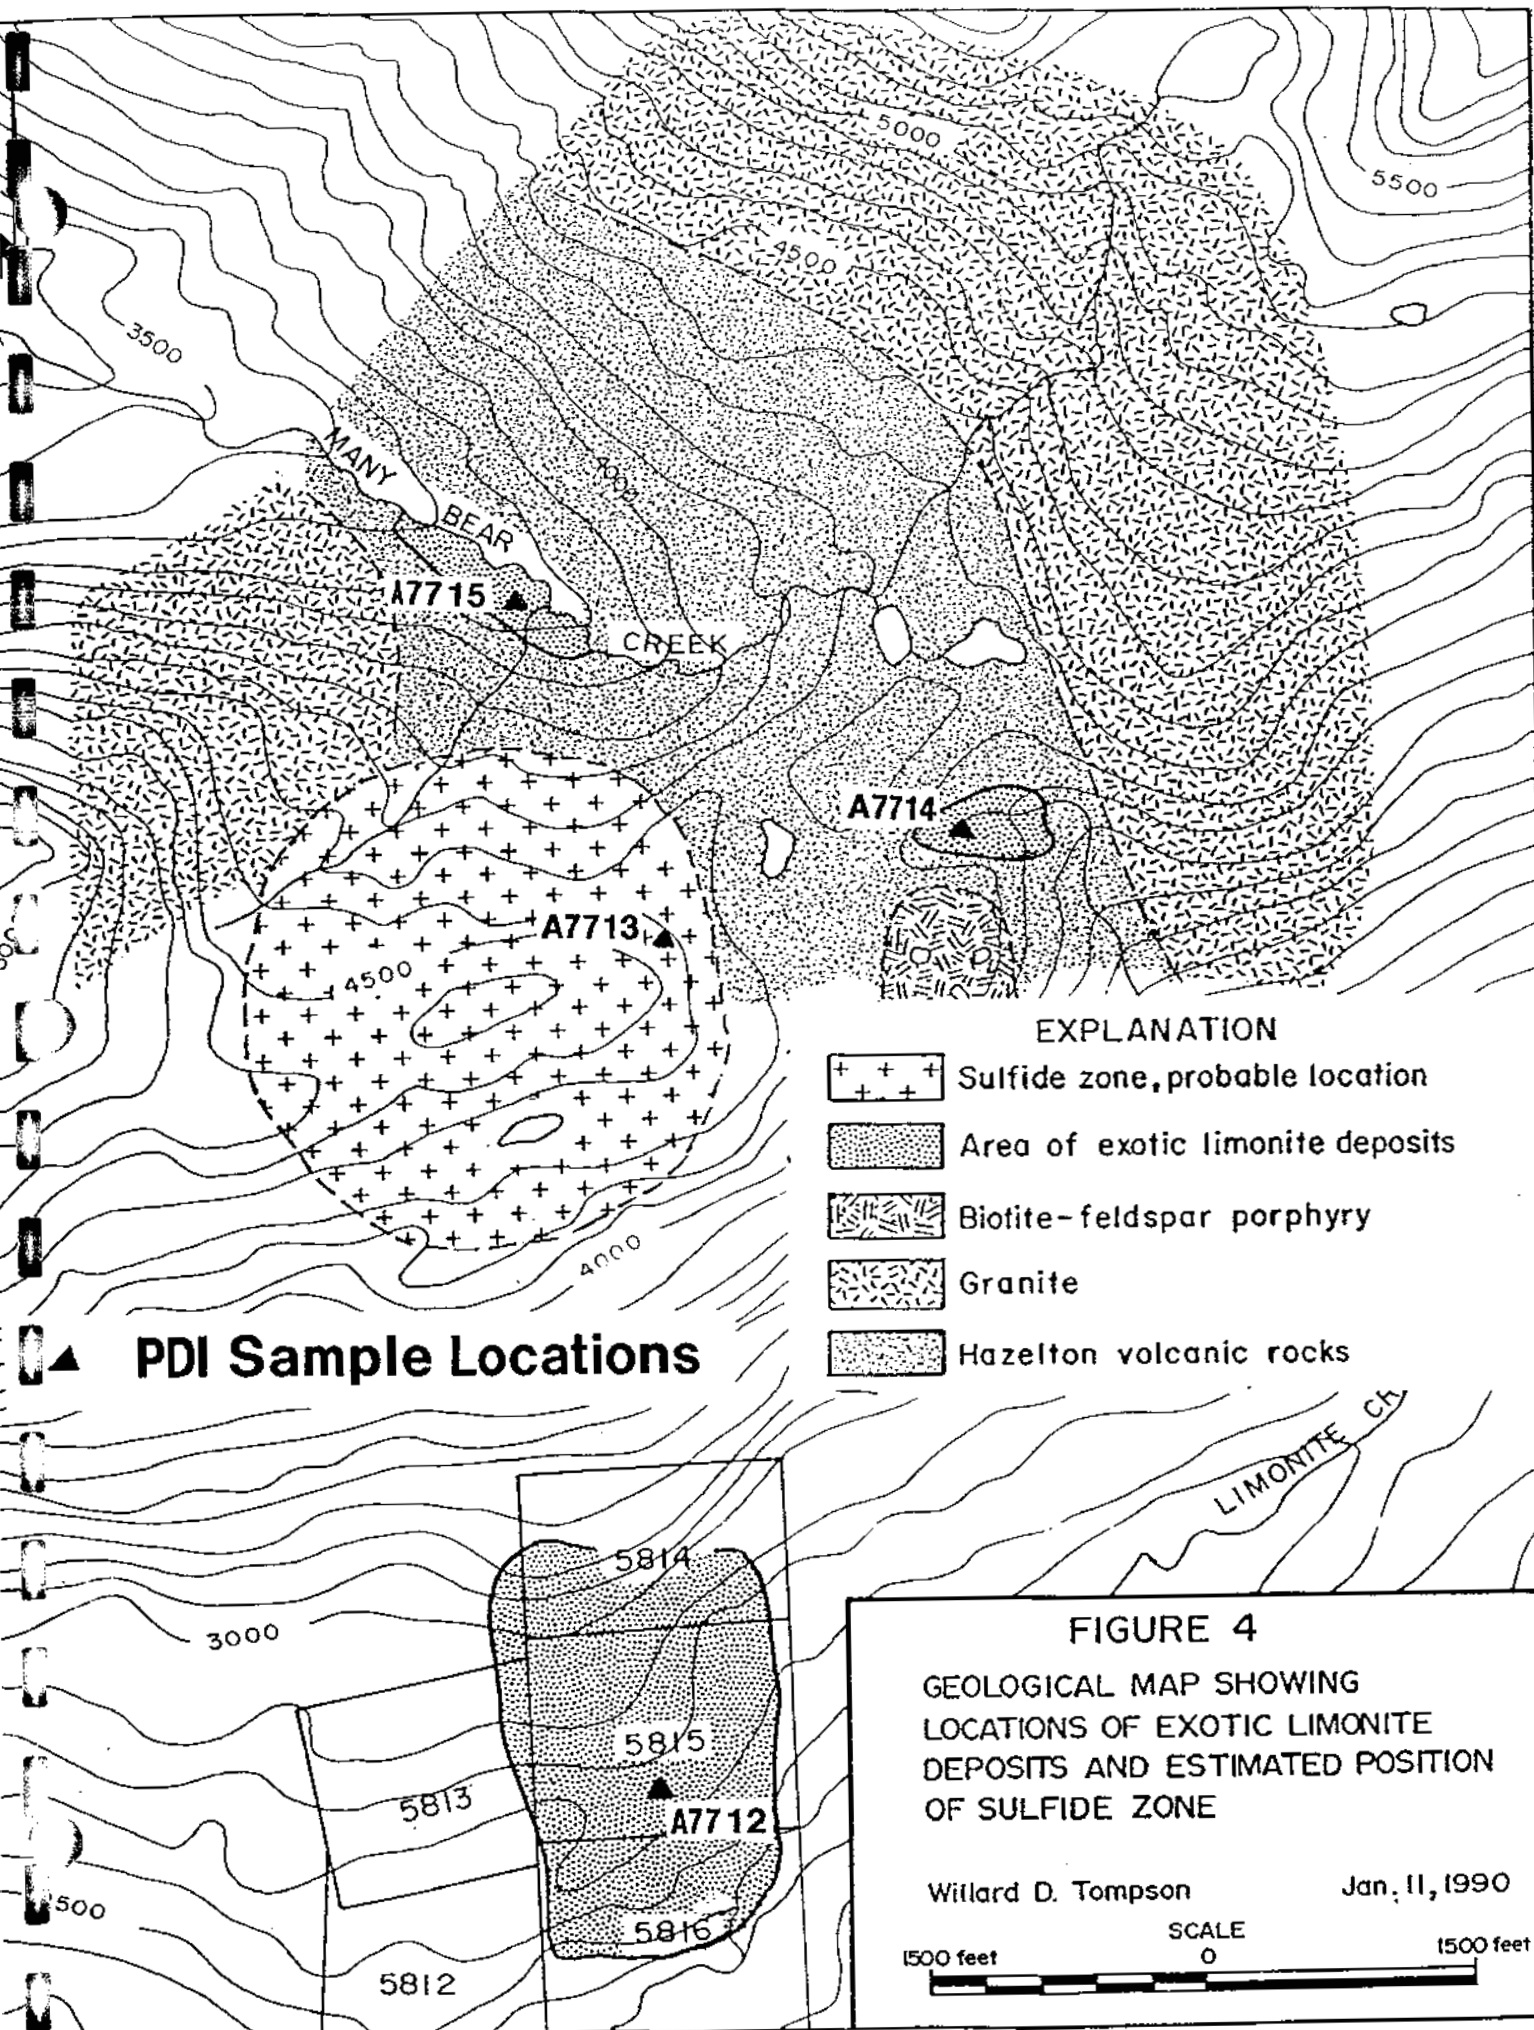 5000
5500
4500
3500
4000
MANY
BEAR
CREEK
A7715
A7714
A7713
4500
4000
EXPLANATION
Sulfide zone, probable location
Area of exotic limonite deposits
Biotite-feldspar porphyry
Granite
Hazelton volcanic rocks
PDI Sample Locations
LIMONITE CR
5814
3000
5815
5813
A7712
5816
5812
500
FIGURE 4
GEOLOGICAL MAP SHOWING
LOCATIONS OF EXOTIC LIMONITE
DEPOSITS AND ESTIMATED POSITION
OF SULFIDE ZONE
Willard D. Tompson Jan. 11, 1990
SCALE
1500 feet 0 1500 feet